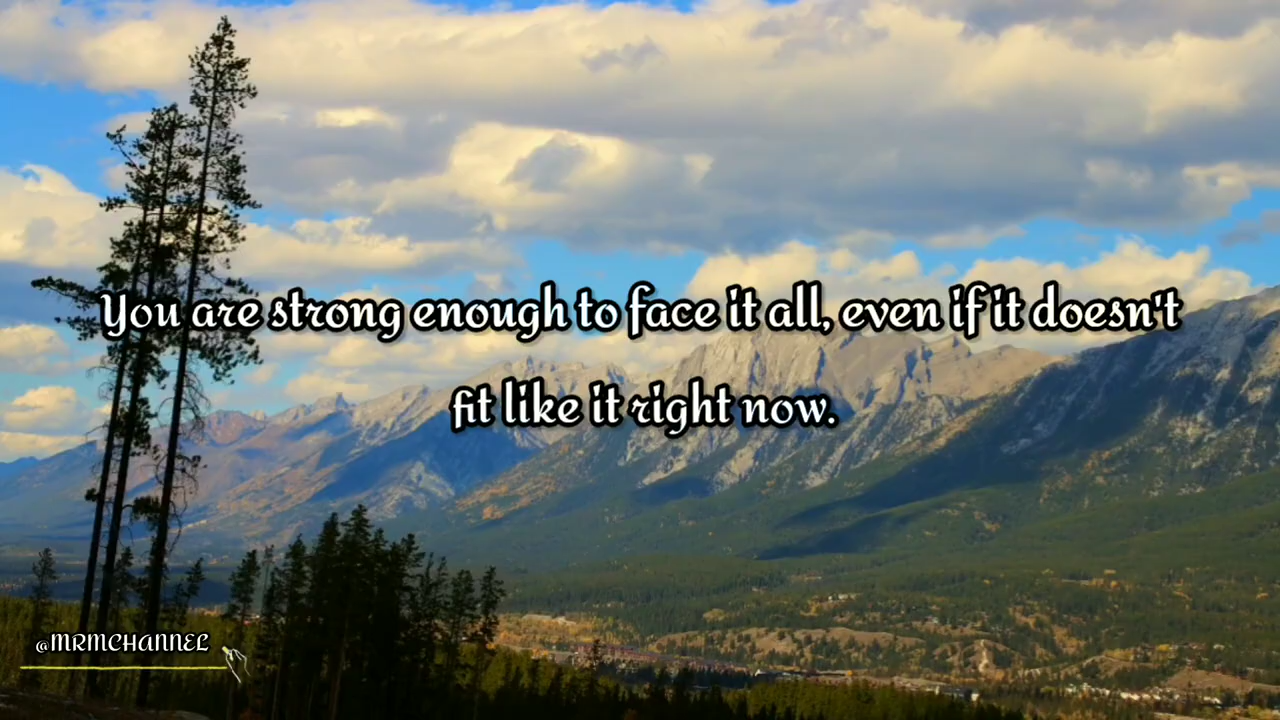 You are strong enough to face it all, even if it doesn't
fit like it right now.
@MRMCHANNEL